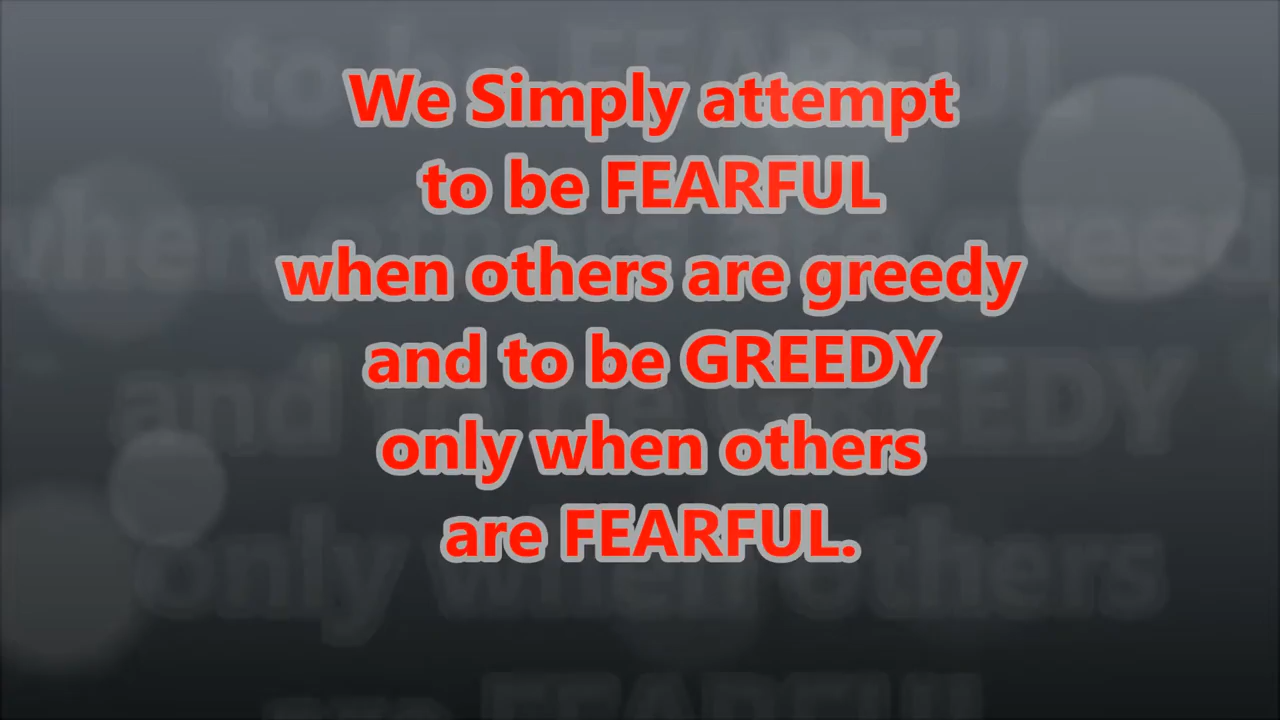 We Simply attempt
to be FEARFUL
when others are greedy
and to be GREEDY
only when others
are FEARFUL.